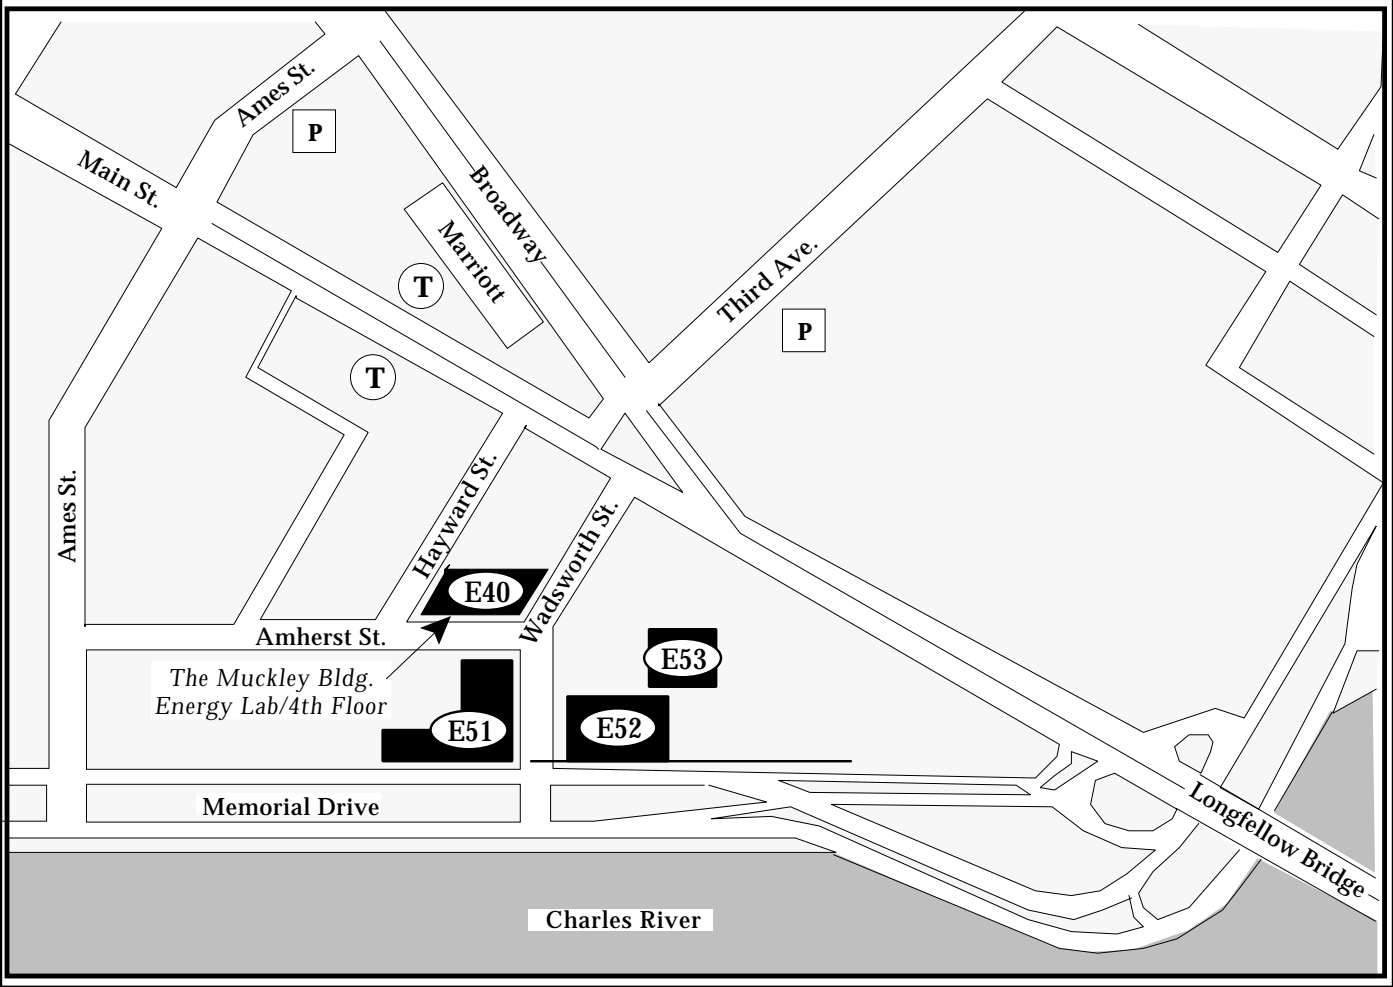 Ames St.
P
Main St.
Broadway
Marriott
Third Ave.
T
P
T
Ames St.
Hayward St.
Wadsworth St.
E40
Amherst St.
The Muckley Bldg.
Energy Lab/4th Floor
E53
E51
E52
Memorial Drive
Longfellow Bridge
Charles River